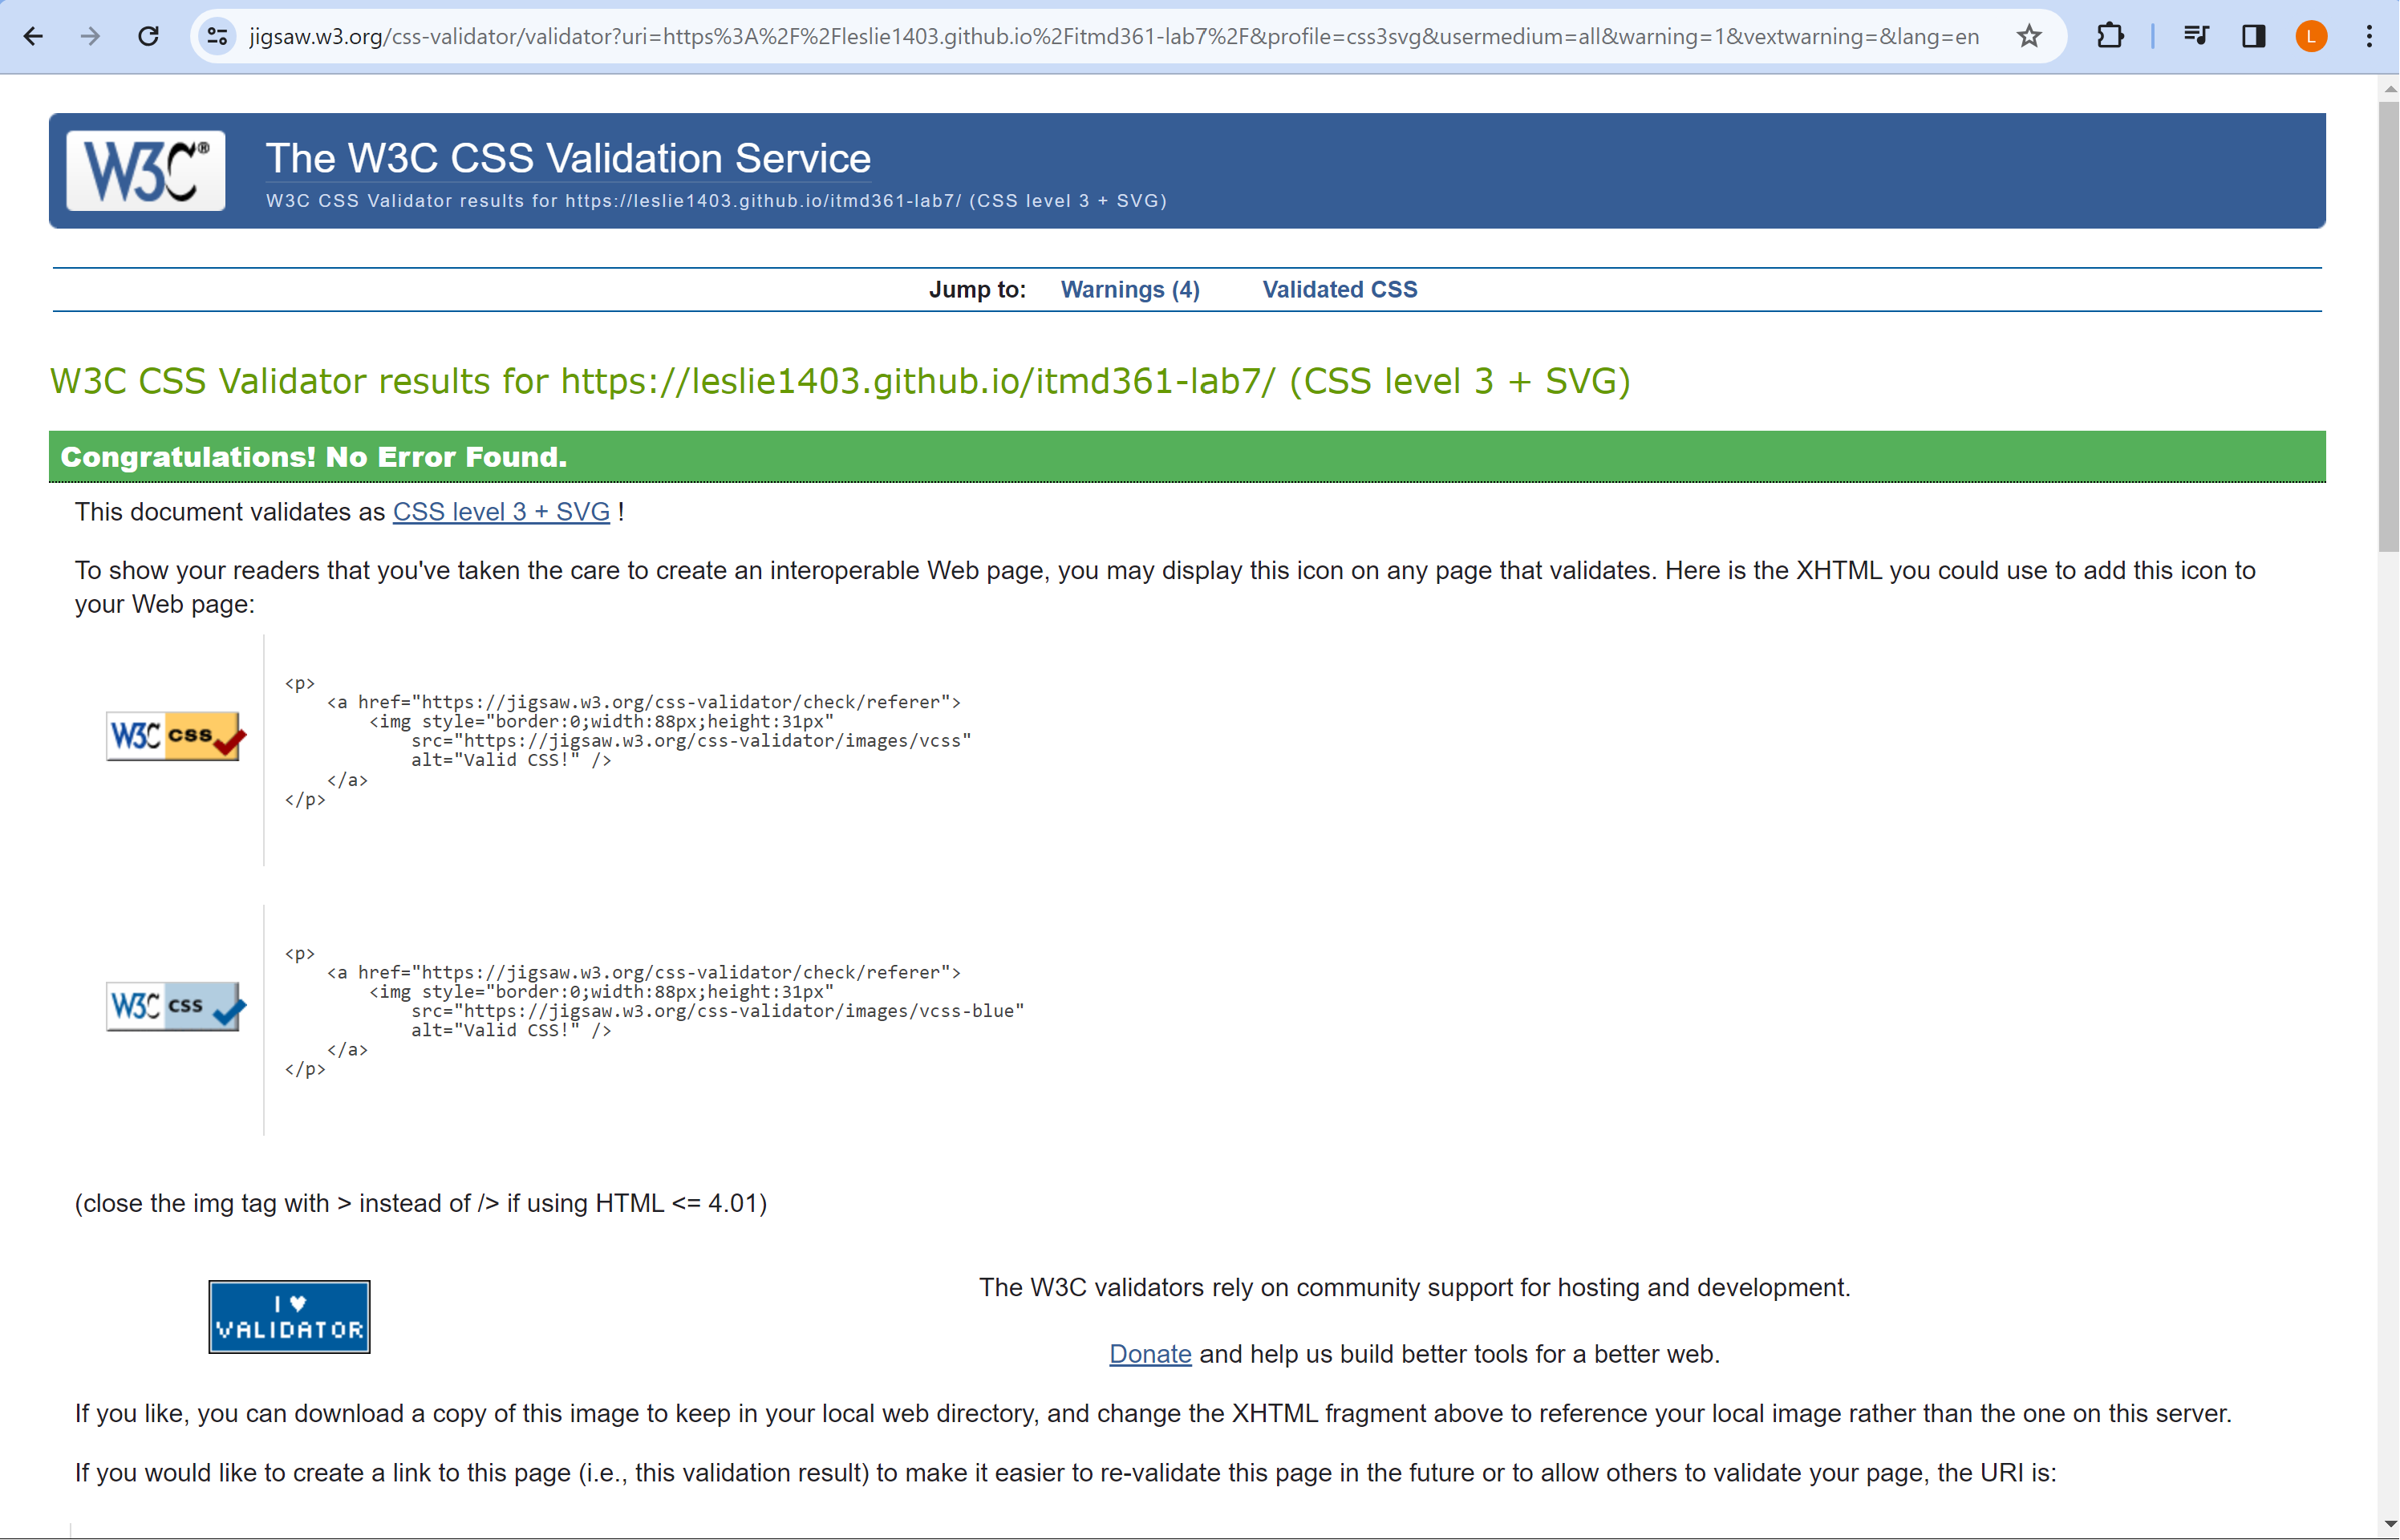 jigsaw.w3.org/css-validator/validator?uri=https%3A%2F%2Fleslie1403.github.io%2Fitmd361-lab7%2F&profile=css3svg&usermedium=all&warning=1&vextwarning=&lang=en
L
W3C®
The W3C CSS Validation Service
W3C CSS Validator results for https://leslie1403.github.io/itmd361-lab7/ (CSS level 3 + SVG)
Jump to: Warnings (4) Validated CSS
W3C CSS Validator results for https://leslie1403.github.io/itmd361-lab7/ (CSS level 3 + SVG)
Congratulations! No Error Found.
This document validates as CSS level 3 + SVG !
To show your readers that you've taken the care to create an interoperable Web page, you may display this icon on any page that validates. Here is the XHTML you could use to add this icon to
your Web page:
W3C css
<p>
<a href="https://jigsaw.w3.org/css-validator/check/referer">
<img style="border:0;width:88px;height:31px"
src="https://jigsaw.w3.org/css-validator/images/vcss"
alt="Valid CSS!" />
</a>
</p>
W3C css
<p>
<a href="https://jigsaw.w3.org/css-validator/check/referer">
<img style="border:0;width:88px;height:31px"
src="https://jigsaw.w3.org/css-validator/images/vcss-blue"
alt="Valid CSS!" />
</a>
</p>
(close the img tag with > instead of /> if using HTML <= 4.01)
I ♥
VALIDATOR
The W3C validators rely on community support for hosting and development.
Donate and help us build better tools for a better web.
If you like, you can download a copy of this image to keep in your local web directory, and change the XHTML fragment above to reference your local image rather than the one on this server.
If you would like to create a link to this page (i.e., this validation result) to make it easier to re-validate this page in the future or to allow others to validate your page, the URI is: